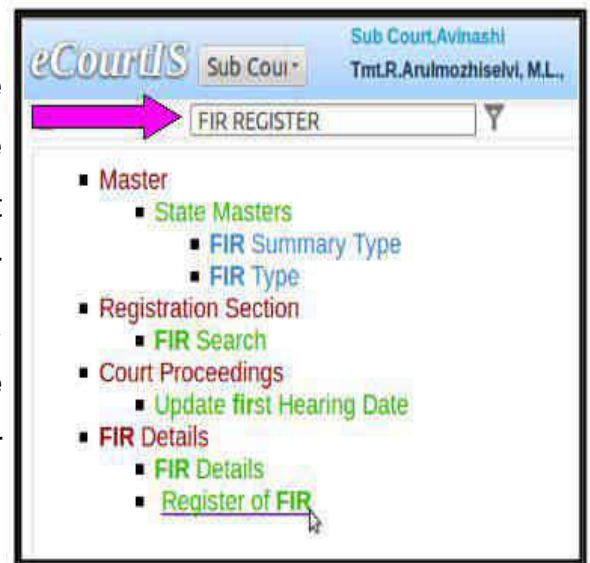 Sub Court,Avinashi
eCourtIS Sub Cour Tmt.R.Arulmozhiselvi, M.L.,
FIR REGISTER
Master
State Masters
FIR Summary Type
FIR Type
Registration Section
FIR Search
Court Proceedings
Update first Hearing Date
FIR Details
FIR Details
Register of FIR